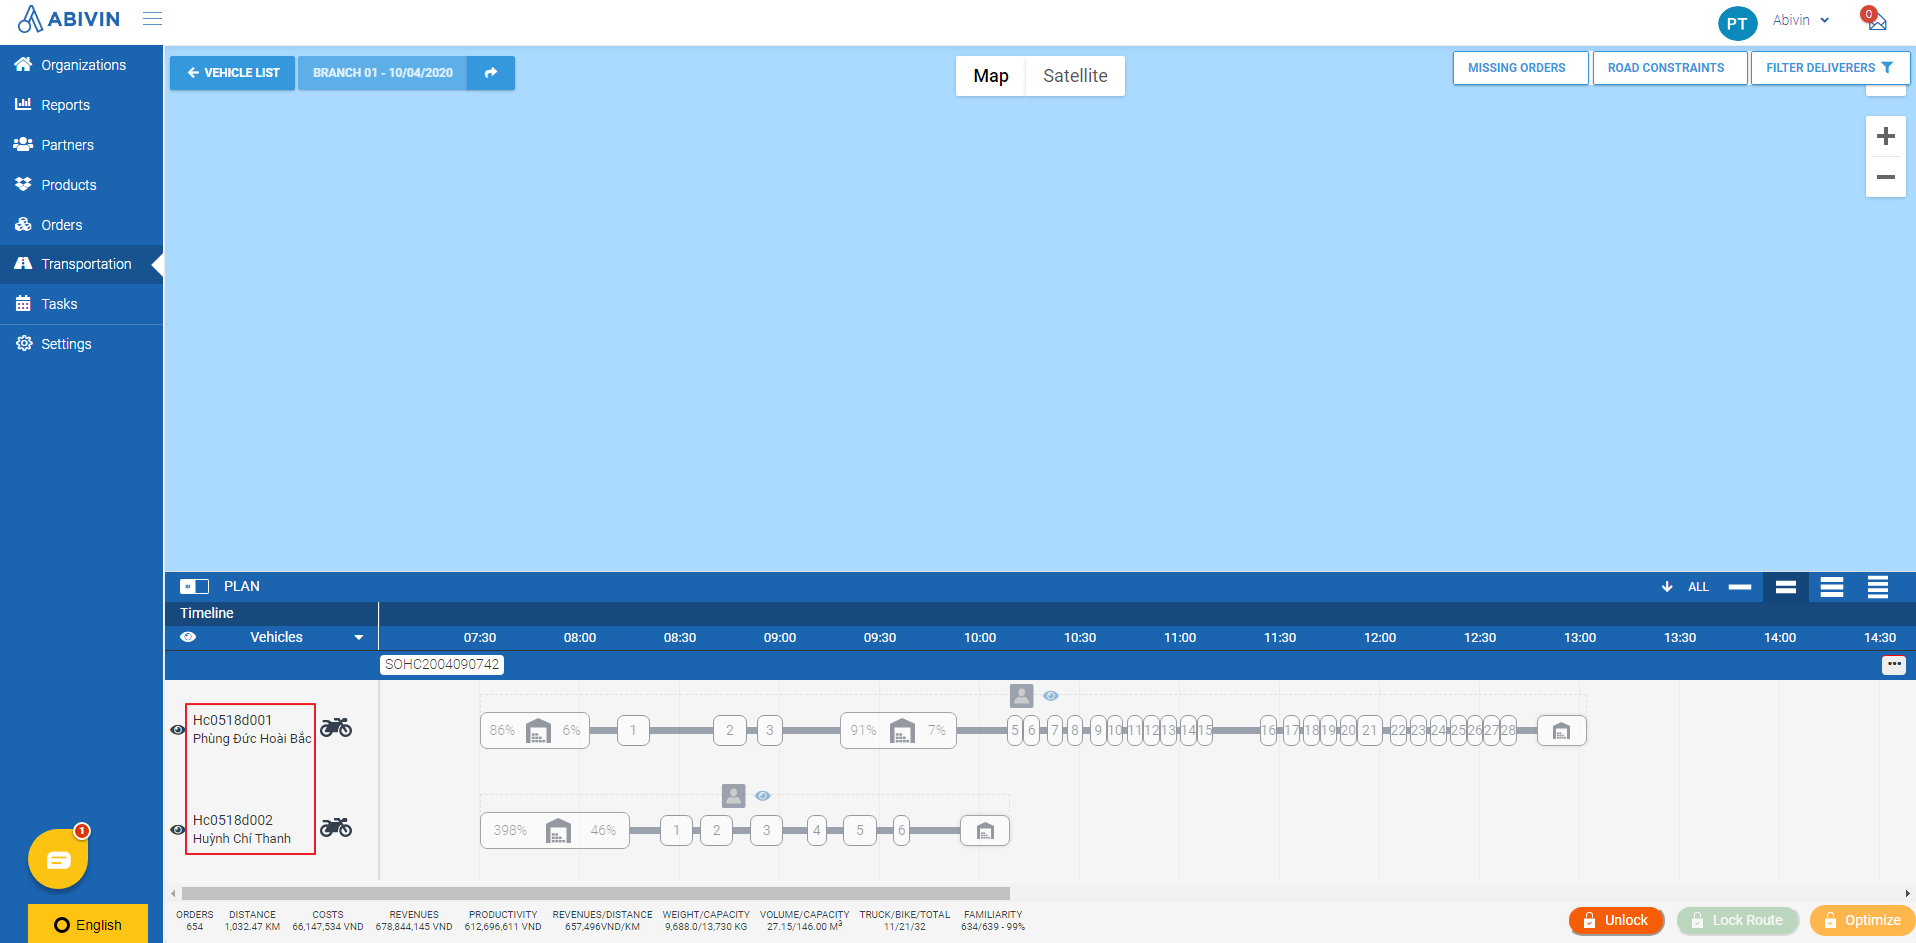 ABIVIN
PT
Abivin
0
Organizations
Reports
Partners
Products
Orders
Transportation
Tasks
Settings
VEHICLE LIST
BRANCH 01 - 10/04/2020
Map
Satellite
MISSING ORDERS
ROAD CONSTRAINTS
FILTER DELIVERERS
PLAN
ALL
Timeline
Vehicles
07:30 08:00 08:30 09:00 09:30 10:00 10:30 11:00 11:30 12:00 12:30 13:00 13:30 14:00 14:30
SOHC2004090742
Hc0518d001
Phùng Đức Hoài Bắc
86% 6% 1 2 3 91% 7% 5 6 7 8 9 10 11 12 13 14 15 16 17 18 19 20 21 22 23 24 25 26 27 28
Hc0518d002
Huỳnh Chí Thanh
398% 46% 1 2 3 4 5 6
1
English
ORDERS DISTANCE COSTS REVENUES PRODUCTIVITY REVENUES/DISTANCE WEIGHT/CAPACITY VOLUME/CAPACITY TRUCK/BIKE/TOTAL FAMILIARITY
654 1,032.47 KM 66,147,534 VND 678,844,145 VND 612,696,611 VND 657,496VND/KM 9,688.0/13,730 KG 27.15/146.00 M³ 11/21/32 634/639 - 99%
Unlock
Lock Route
Optimize